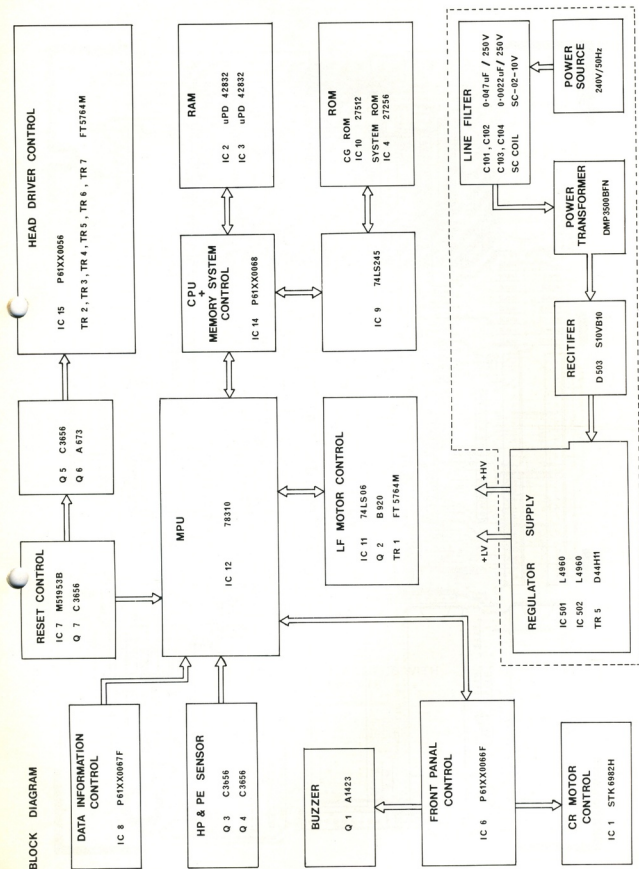 BLOCK DIAGRAM
DATA INFORMATION
CONTROL
IC 8 P61XX0067F
HP & PE SENSOR
Q 3 C3656
Q 4 C3656
BUZZER
Q 1 A1423
FRONT PANAL
CONTROL
IC 6 P61XX0066F
CR MOTOR
CONTROL
IC 1 STK6982H
RESET CONTROL
IC 7 M51953B
Q 7 C3656
Q 5 C3656
Q 6 A673
HEAD DRIVER CONTROL
IC 15 P61XX0056
TR 2, TR 3, TR 4, TR 5, TR 6, TR 7 FT5764M
MPU
IC 12 78310
CPU
+
MEMORY SYSTEM
CONTROL
IC 14 P61XX0068
RAM
IC 2 uPD 42832
IC 3 uPD 42832
IC 9 74LS245
ROM
CG ROM
IC 10 27512
SYSTEM ROM
IC 4 27256
LF MOTOR CONTROL
IC 11 74LS06
Q 2 B920
TR 1 FT5764M
+LV
+HV
REGULATOR SUPPLY
IC 501 L4960
IC 502 L4960
TR 5 D44H11
RECITIFER
D503 S10VB10
POWER
TRANSFORMER
DMP3500BFN
LINE FILTER
C101, C102 0·047uF / 250V
C103, C104 0·0022uF / 250V
SC COIL SC-02-10V
POWER
SOURCE
240V/50Hz